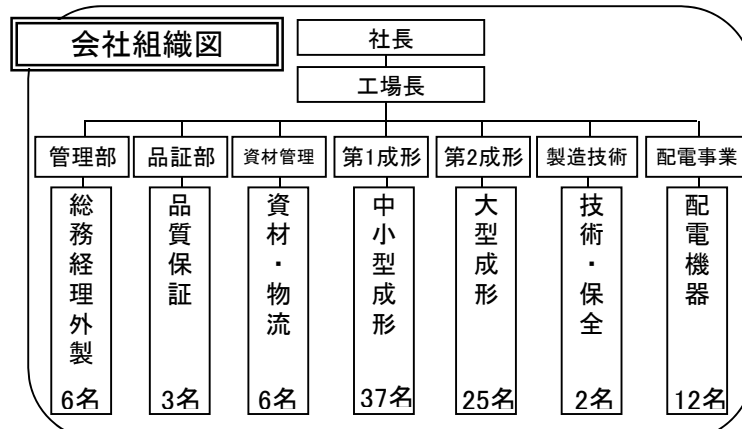 会社組織図
社長
工場長
管理部 品証部 資材管理 第1成形 第2成形 製造技術 配電事業
総務経理外製
品質保証
資材・物流
中小型成形
大型成形
技術・保全
配電機器
6名 3名 6名 37名 25名 2名 12名